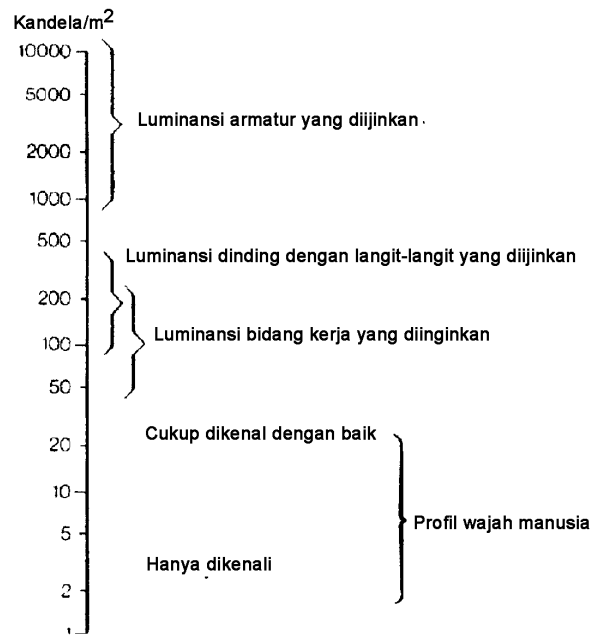 Kandela/m²
10000
5000
Luminansi armatur yang diijinkan
2000
1000
500
Luminansi dinding dengan langit-langit yang diijinkan
200
Luminansi bidang kerja yang diinginkan
100
50
Cukup dikenal dengan baik
20
10
Profil wajah manusia
5
Hanya dikenali
2
1